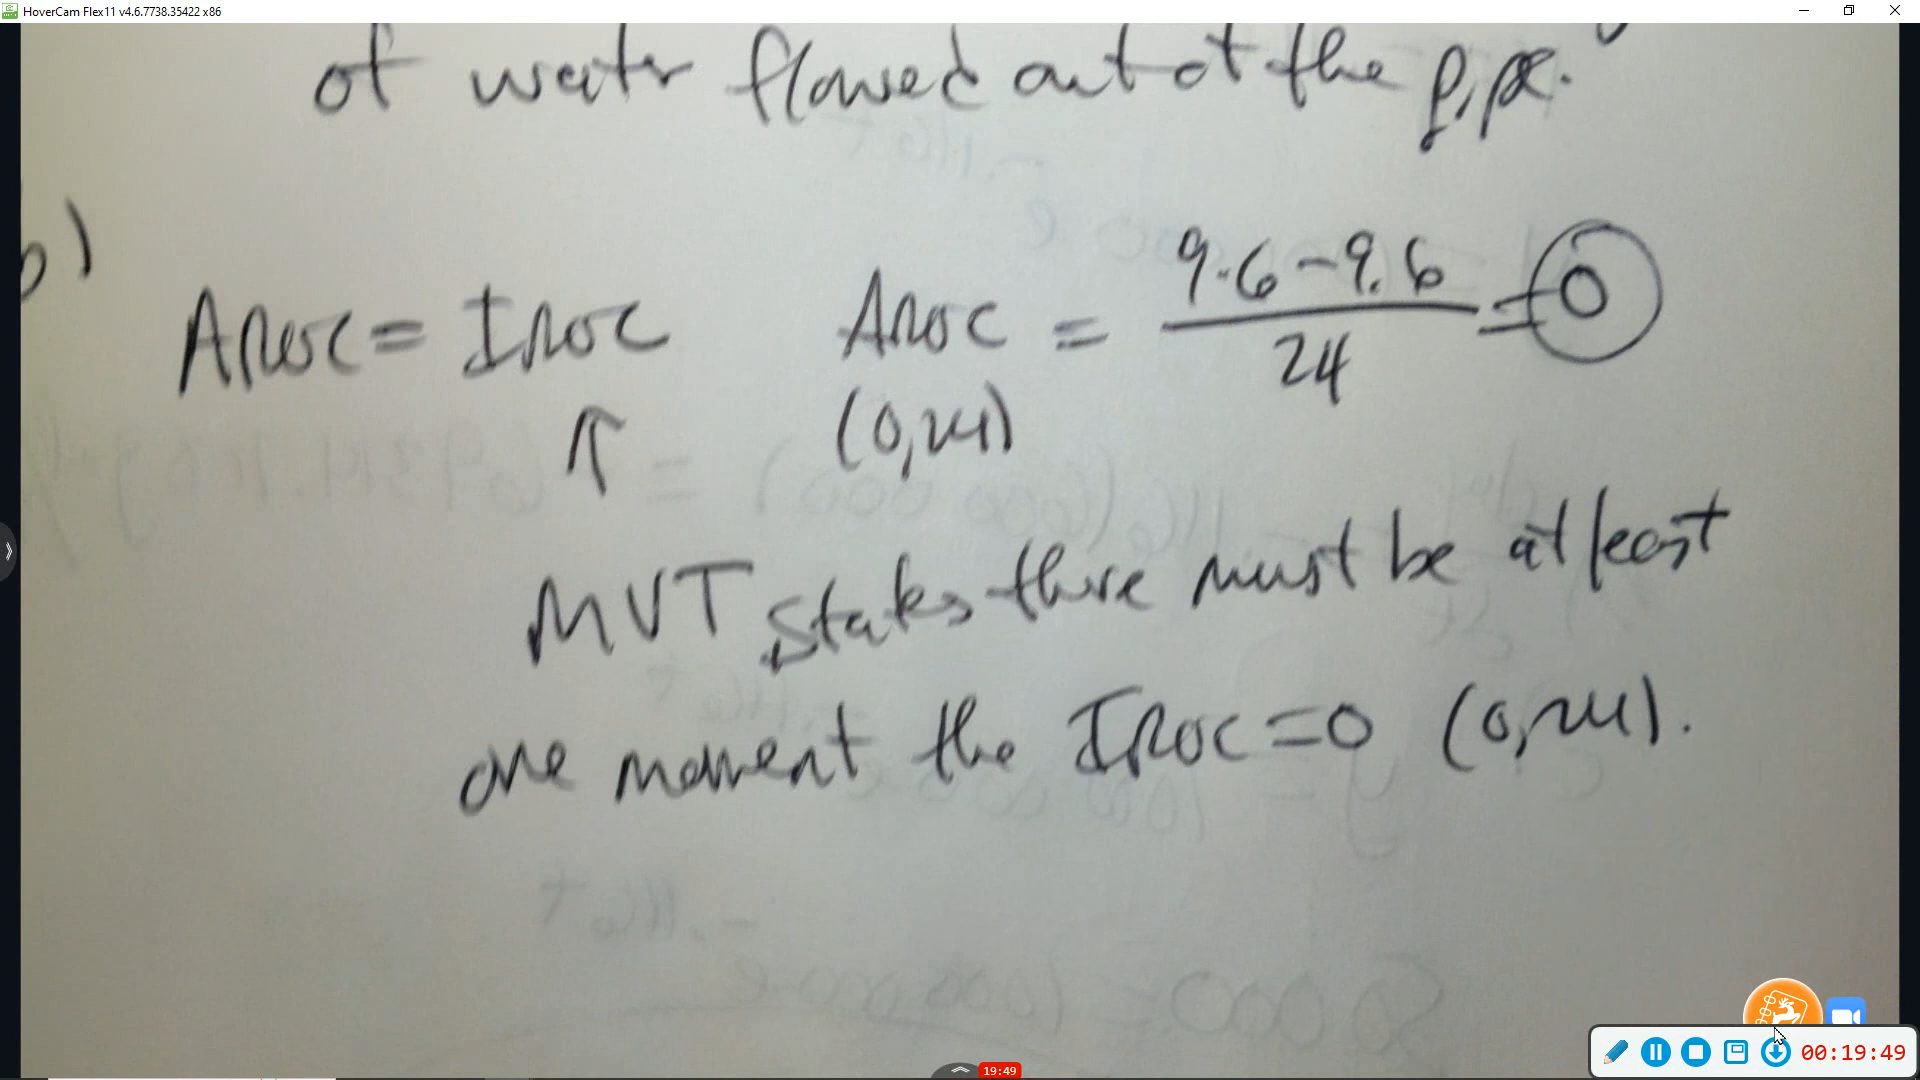 HoverCam Flex11 v4.6.7738.35422 x86
of water flowed out of the pipe.
b)
AROC = IROC
AROC = 9.6 - 9.6 / 24 = 0
(0,24)
MVT states there must be at least
one moment the IROC = 0 (0,24).
00:19:49
19:49